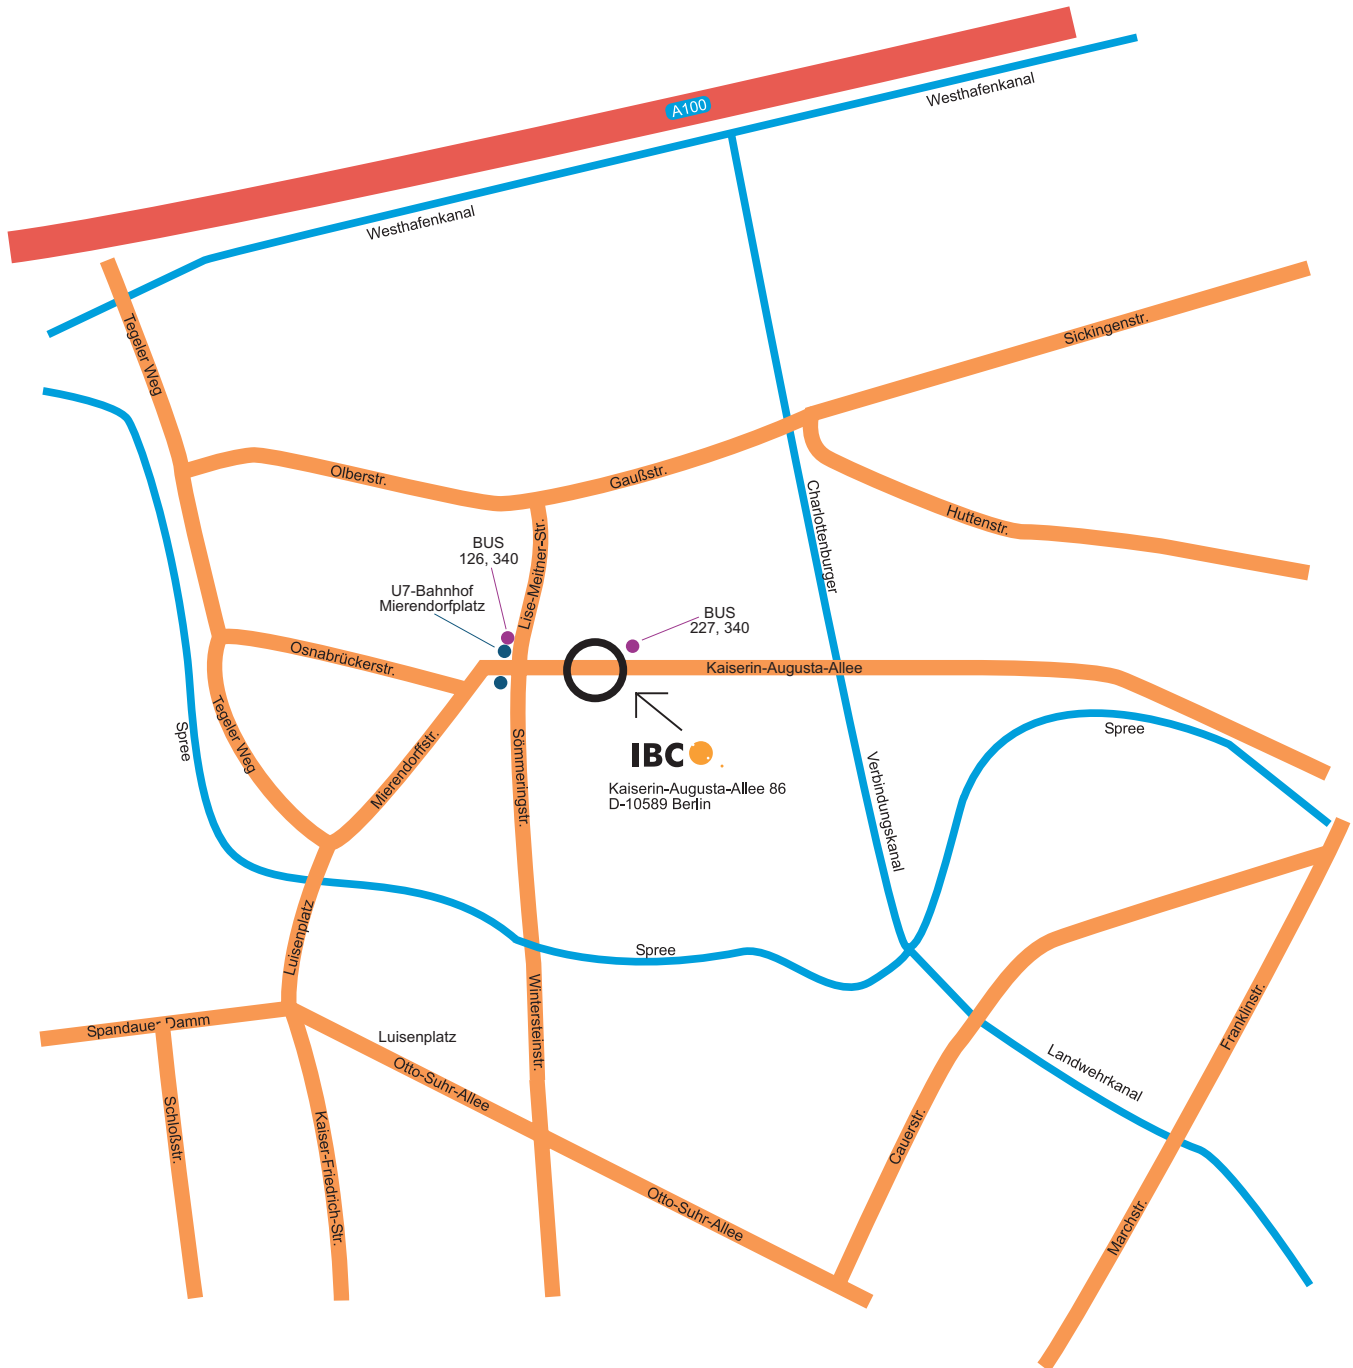 A100
Westhafenkanal
Westhafenkanal
Tegeler Weg
Sickingenstr.
Olberstr.
Gaußstr.
Charlottenburger
Huttenstr.
Lise-Meitner-Str.
BUS
126, 340
U7-Bahnhof
Mierendorfplatz
BUS
227, 340
Osnabrückerstr.
Kaiserin-Augusta-Allee
Tegeler Weg
Spree
Mierendorffstr.
Sömmeringstr.
IBC
Kaiserin-Augusta-Allee 86
D-10589 Berlin
Verbindungskanal
Spree
Luisenplatz
Spree
Wintersteinstr.
Spandauer Damm
Luisenplatz
Otto-Suhr-Allee
Franklinstr.
Landwehrkanal
Schloßstr.
Kaiser-Friedrich-Str.
Cauerstr.
Otto-Suhr-Allee
Marchstr.